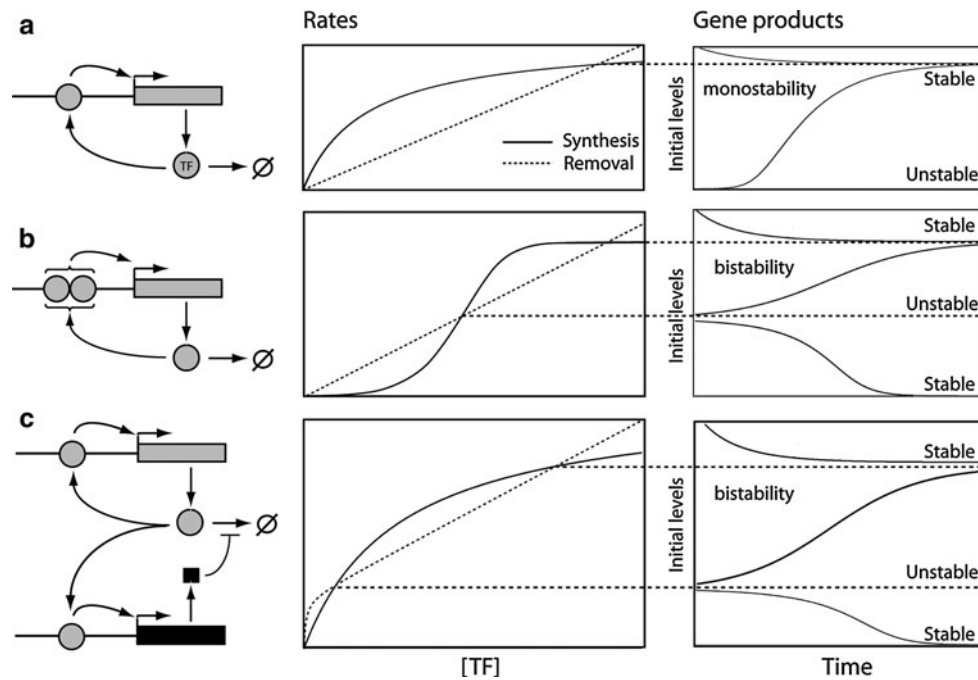 a
Rates
Gene products
TF
Ø
Synthesis
Removal
Initial levels
monostability
Stable
Unstable
b
Ø
Initial levels
bistability
Stable
Unstable
Stable
c
Ø
Initial levels
bistability
Stable
Unstable
Stable
[TF]
Time